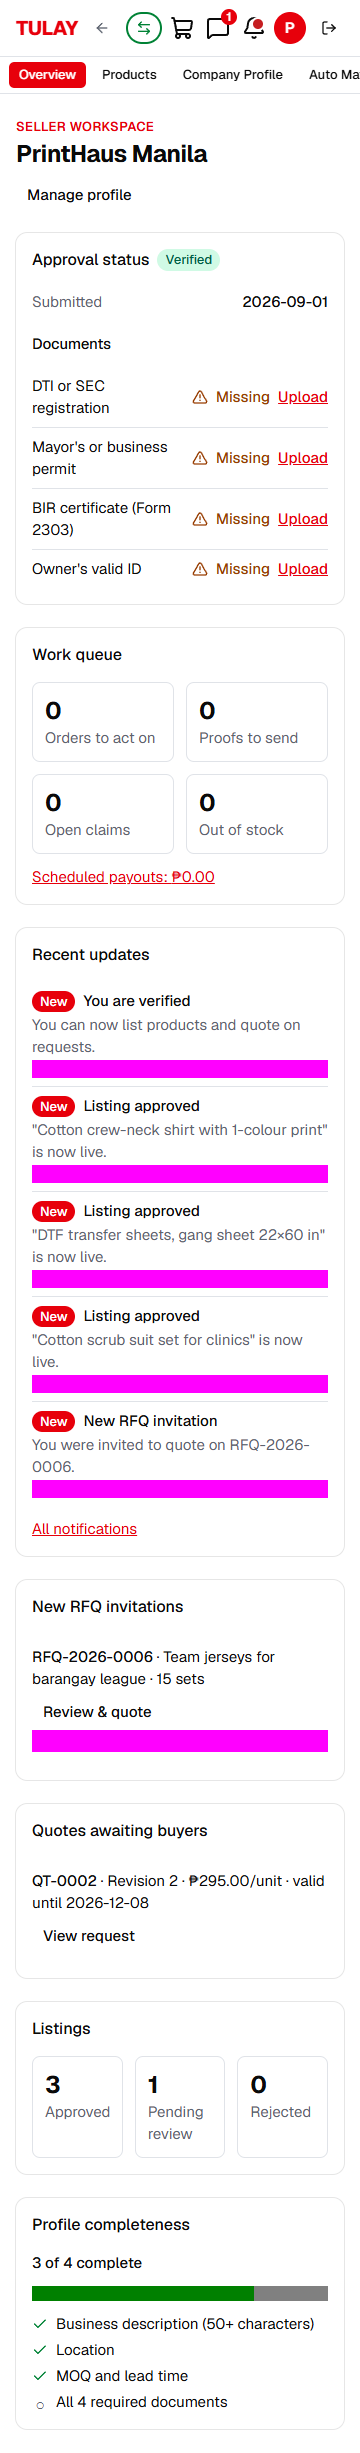 TULAY
1
P
Overview
Products
Company Profile
Auto Ma
SELLER WORKSPACE
PrintHaus Manila
Manage profile
Approval status Verified
Submitted 2026-09-01
Documents
DTI or SEC
registration
Missing Upload
Mayor's or business
permit
Missing Upload
BIR certificate (Form
2303)
Missing Upload
Owner's valid ID
Missing Upload
Work queue
0
Orders to act on
0
Proofs to send
0
Open claims
0
Out of stock
Scheduled payouts: ₱0.00
Recent updates
New You are verified
You can now list products and quote on
requests.
New Listing approved
"Cotton crew-neck shirt with 1-colour print"
is now live.
New Listing approved
"DTF transfer sheets, gang sheet 22×60 in"
is now live.
New Listing approved
"Cotton scrub suit set for clinics" is now
live.
New New RFQ invitation
You were invited to quote on RFQ-2026-
0006.
All notifications
New RFQ invitations
RFQ-2026-0006 · Team jerseys for
barangay league · 15 sets
Review & quote
Quotes awaiting buyers
QT-0002 · Revision 2 · ₱295.00/unit · valid
until 2026-12-08
View request
Listings
3
Approved
1
Pending
review
0
Rejected
Profile completeness
3 of 4 complete
Business description (50+ characters)
Location
MOQ and lead time
All 4 required documents